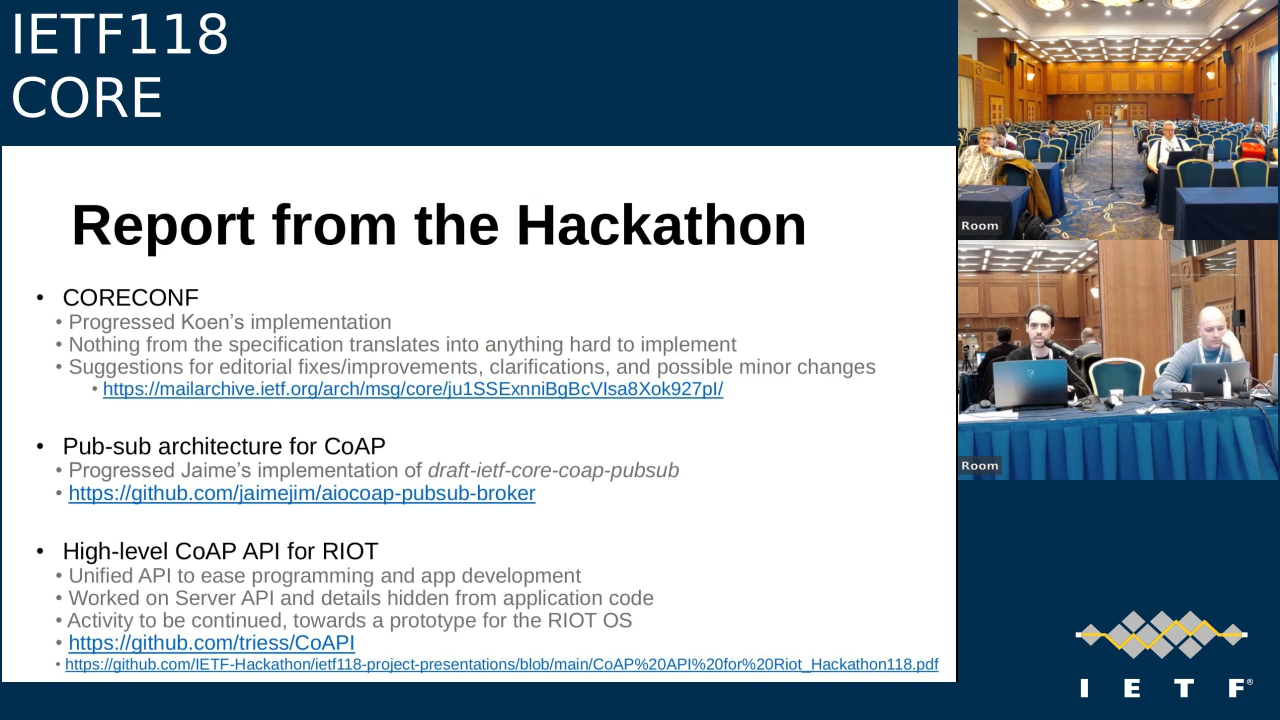 IETF118
CORE
Report from the Hackathon
• CORECONF
• Progressed Koen’s implementation
• Nothing from the specification translates into anything hard to implement
• Suggestions for editorial fixes/improvements, clarifications, and possible minor changes
• https://mailarchive.ietf.org/arch/msg/core/ju1SSExnniBgBcVIsa8Xok927pI/
• Pub-sub architecture for CoAP
• Progressed Jaime’s implementation of draft-ietf-core-coap-pubsub
• https://github.com/jaimejim/aiocoap-pubsub-broker
• High-level CoAP API for RIOT
• Unified API to ease programming and app development
• Worked on Server API and details hidden from application code
• Activity to be continued, towards a prototype for the RIOT OS
• https://github.com/triess/CoAPI
• https://github.com/IETF-Hackathon/ietf118-project-presentations/blob/main/CoAP%20API%20for%20Riot_Hackathon118.pdf
Room
Room
I E T F®